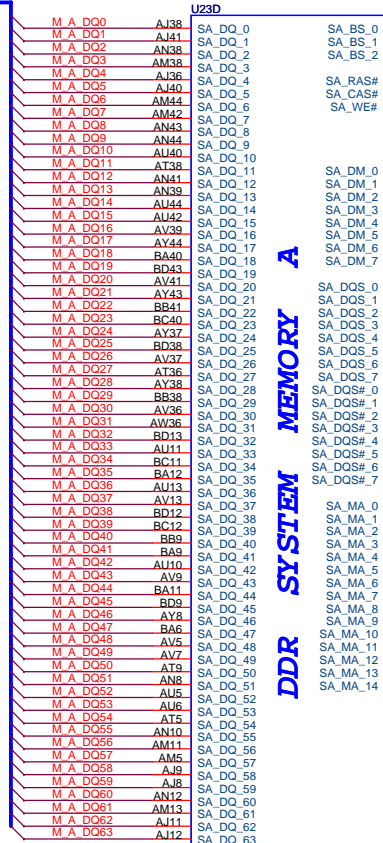 U23D
M_A_DQ0 AJ38 SA_DQ_0 SA_BS_0
M_A_DQ1 AJ41 SA_DQ_1 SA_BS_1
M_A_DQ2 AN38 SA_DQ_2 SA_BS_2
M_A_DQ3 AM38 SA_DQ_3
M_A_DQ4 AJ36 SA_DQ_4 SA_RAS#
M_A_DQ5 AJ40 SA_DQ_5 SA_CAS#
M_A_DQ6 AM44 SA_DQ_6 SA_WE#
M_A_DQ7 AM42 SA_DQ_7
M_A_DQ8 AN43 SA_DQ_8
M_A_DQ9 AN44 SA_DQ_9
M_A_DQ10 AU40 SA_DQ_10
M_A_DQ11 AT38 SA_DQ_11 SA_DM_0
M_A_DQ12 AN41 SA_DQ_12 SA_DM_1
M_A_DQ13 AN39 SA_DQ_13 SA_DM_2
M_A_DQ14 AU44 SA_DQ_14 SA_DM_3
M_A_DQ15 AU42 SA_DQ_15 SA_DM_4
M_A_DQ16 AV39 SA_DQ_16 SA_DM_5
M_A_DQ17 AY44 SA_DQ_17 SA_DM_6
M_A_DQ18 BA40 SA_DQ_18 SA_DM_7
M_A_DQ19 BD43 SA_DQ_19
M_A_DQ20 AV41 SA_DQ_20 SA_DQS_0
M_A_DQ21 AY43 SA_DQ_21 SA_DQS_1
M_A_DQ22 BB41 SA_DQ_22 SA_DQS_2
M_A_DQ23 BC40 SA_DQ_23 SA_DQS_3
M_A_DQ24 AY37 SA_DQ_24 SA_DQS_4
M_A_DQ25 BD38 SA_DQ_25 SA_DQS_5
M_A_DQ26 AV37 SA_DQ_26 SA_DQS_6
M_A_DQ27 AT36 SA_DQ_27 SA_DQS_7
M_A_DQ28 AY38 SA_DQ_28 SA_DQS#_0
M_A_DQ29 BB38 SA_DQ_29 SA_DQS#_1
M_A_DQ30 AV36 SA_DQ_30 SA_DQS#_2
M_A_DQ31 AW36 SA_DQ_31 SA_DQS#_3
M_A_DQ32 BD13 SA_DQ_32 SA_DQS#_4
M_A_DQ33 AU11 SA_DQ_33 SA_DQS#_5
M_A_DQ34 BC11 SA_DQ_34 SA_DQS#_6
M_A_DQ35 BA12 SA_DQ_35 SA_DQS#_7
M_A_DQ36 AU13 SA_DQ_36
M_A_DQ37 AV13 SA_DQ_37 SA_MA_0
M_A_DQ38 BD12 SA_DQ_38 SA_MA_1
M_A_DQ39 BC12 SA_DQ_39 SA_MA_2
M_A_DQ40 BB9 SA_DQ_40 SA_MA_3
M_A_DQ41 BA9 SA_DQ_41 SA_MA_4
M_A_DQ42 AU10 SA_DQ_42 SA_MA_5
M_A_DQ43 AV9 SA_DQ_43 SA_MA_6
M_A_DQ44 BA11 SA_DQ_44 SA_MA_7
M_A_DQ45 BD9 SA_DQ_45 SA_MA_8
M_A_DQ46 AY8 SA_DQ_46 SA_MA_9
M_A_DQ47 BA6 SA_DQ_47 SA_MA_10
M_A_DQ48 AV5 SA_DQ_48 SA_MA_11
M_A_DQ49 AV7 SA_DQ_49 SA_MA_12
M_A_DQ50 AT9 SA_DQ_50 SA_MA_13
M_A_DQ51 AN8 SA_DQ_51 SA_MA_14
M_A_DQ52 AU5 SA_DQ_52
M_A_DQ53 AU6 SA_DQ_53
M_A_DQ54 AT5 SA_DQ_54
M_A_DQ55 AN10 SA_DQ_55
M_A_DQ56 AM11 SA_DQ_56
M_A_DQ57 AM5 SA_DQ_57
M_A_DQ58 AJ9 SA_DQ_58
M_A_DQ59 AJ8 SA_DQ_59
M_A_DQ60 AN12 SA_DQ_60
M_A_DQ61 AM13 SA_DQ_61
M_A_DQ62 AJ11 SA_DQ_62
M_A_DQ63 AJ12 SA_DQ_63
DDR SYSTEM MEMORY A